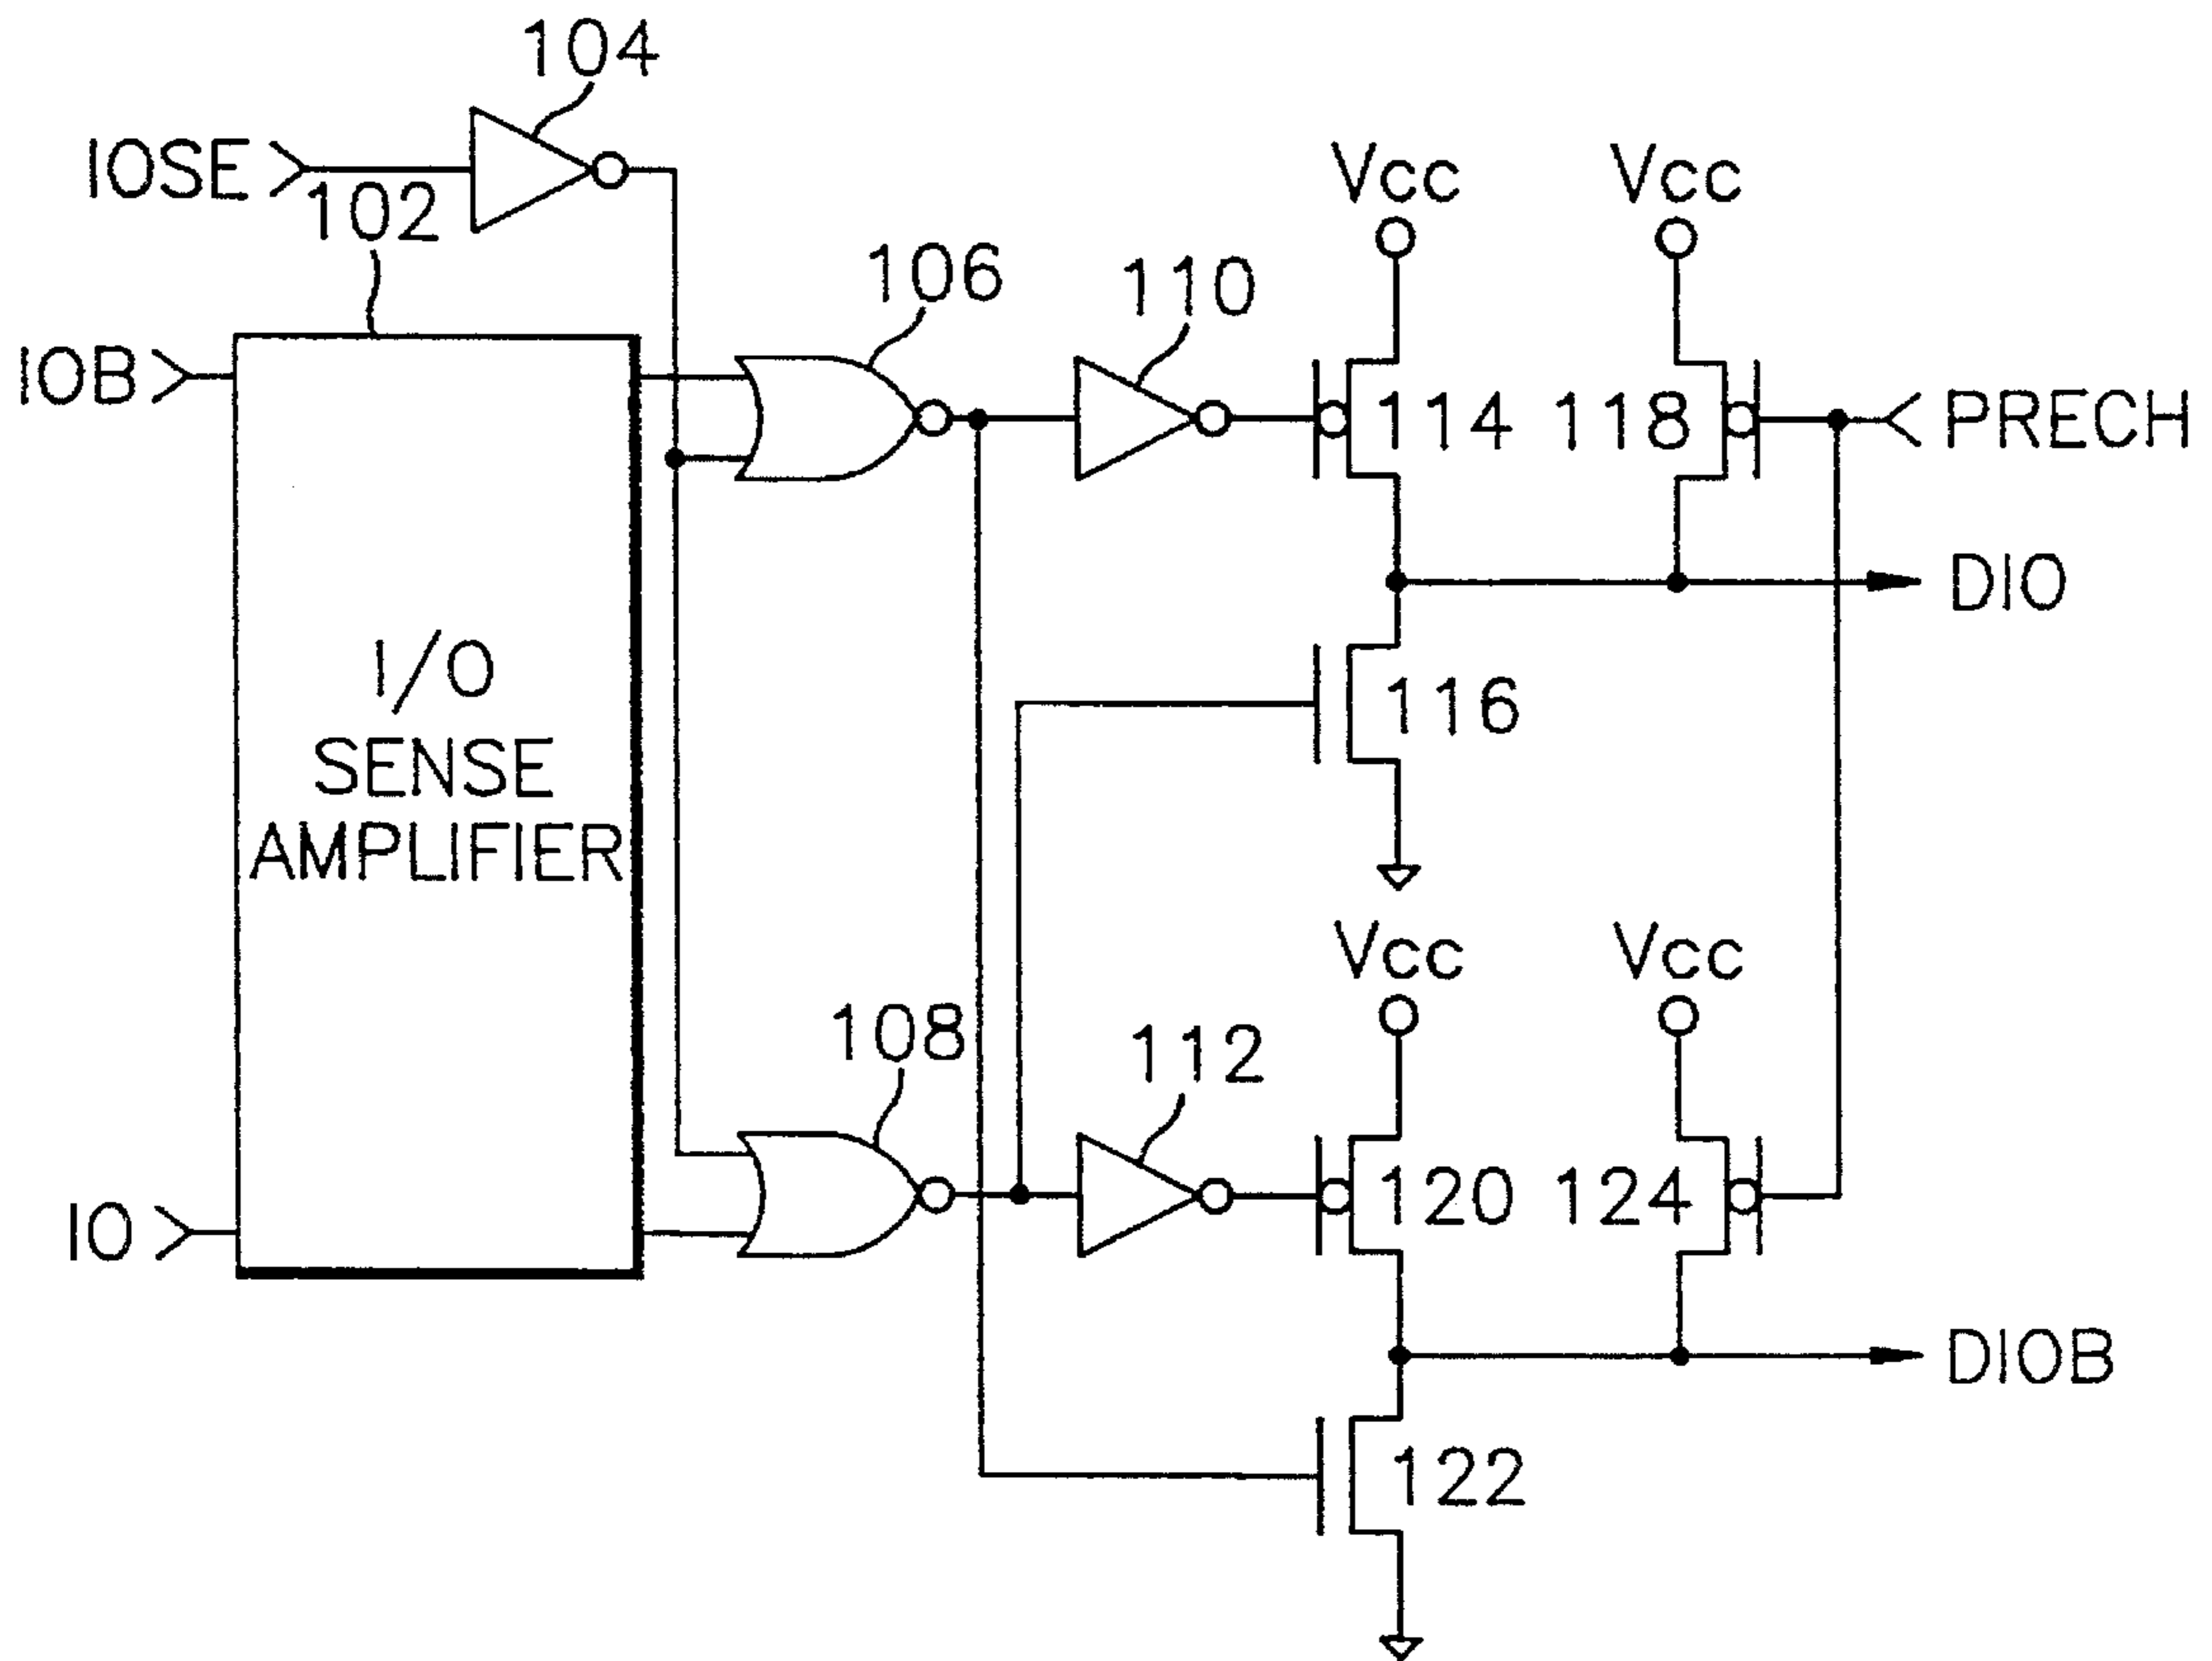 104
IOSE
102
Vcc
Vcc
106
110
IOB
114
118
PRECH
DIO
I/O
SENSE
AMPLIFIER
116
Vcc
Vcc
108
112
IO
120
124
DIOB
122